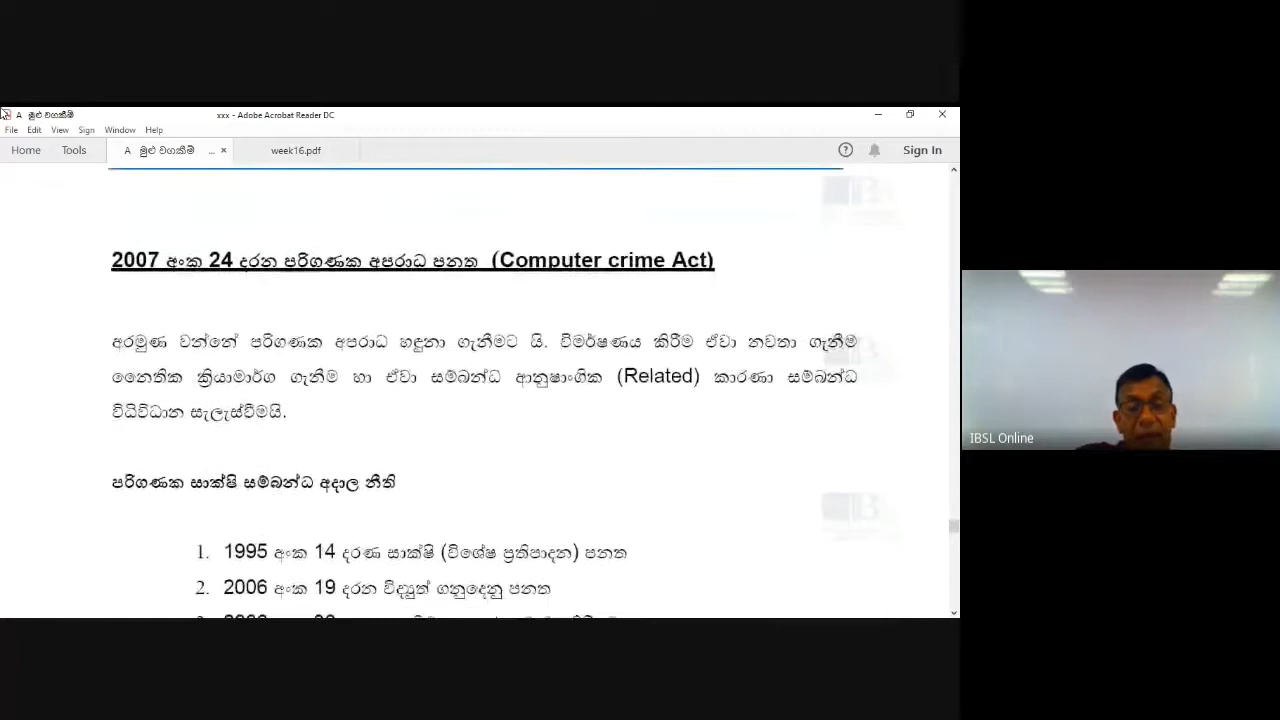 A මුළු වගකීම්
xxx - Adobe Acrobat Reader DC
File Edit View Sign Window Help
Home Tools A මුළු වගකීම් ... × week16.pdf Sign In
2007 අංක 24 දරන පරිගණක අපරාධ පනත (Computer crime Act)
අරමුණ වන්නේ පරිගණක අපරාධ හඳුනා ගැනීමට යි. විමර්ෂණය කිරීම ඒවා නවතා ගැනීම
නෛතික ක්‍රියාමාර්ග ගැනීම හා ඒවා සම්බන්ධ ආනුෂාංගික (Related) කාරණා සම්බන්ධ
විධිවිධාන සැලැස්වීමයි.
පරිගණක සාක්ෂි සම්බන්ධ අදාල නීති
1. 1995 අංක 14 දරණ සාක්ෂි (විශේෂ ප්‍රතිපාදන) පනත
2. 2006 අංක 19 දරන විද්‍යුත් ගනුදෙනු පනත
IBSL Online